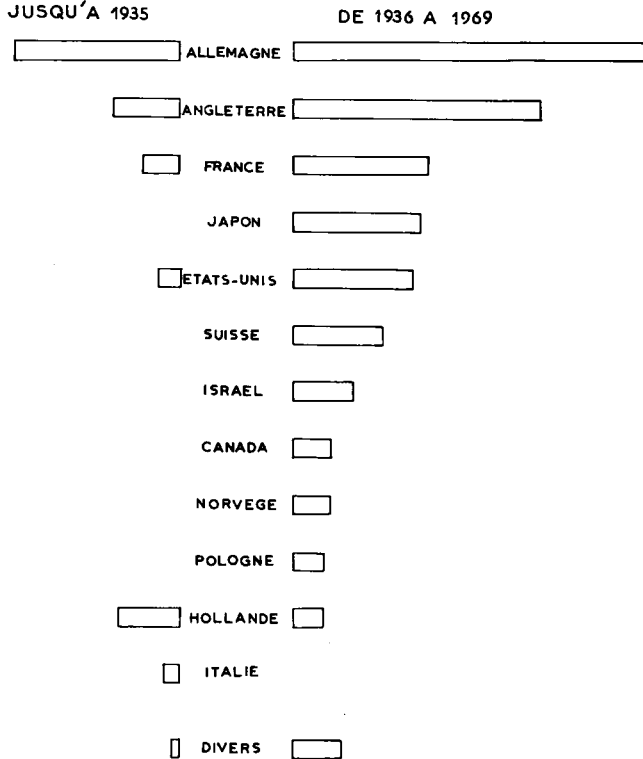 JUSQU'A 1935 DE 1936 A 1969
ALLEMAGNE
ANGLETERRE
FRANCE
JAPON
ETATS-UNIS
SUISSE
ISRAEL
CANADA
NORVEGE
POLOGNE
HOLLANDE
ITALIE
DIVERS